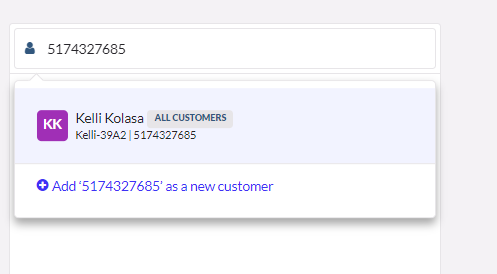 5174327685
KK
Kelli Kolasa ALL CUSTOMERS
Kelli-39A2 | 5174327685
Add ‘5174327685’ as a new customer